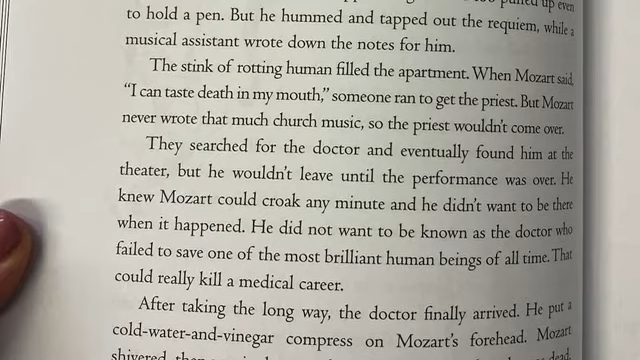 up even
to hold a pen. But he hummed and tapped out the requiem, while a
musical assistant wrote down the notes for him.
The stink of rotting human filled the apartment. When Mozart said,
“I can taste death in my mouth,” someone ran to get the priest. But Mozart
never wrote that much church music, so the priest wouldn’t come over.
They searched for the doctor and eventually found him at the
theater, but he wouldn’t leave until the performance was over. He
knew Mozart could croak any minute and he didn’t want to be there
when it happened. He did not want to be known as the doctor who
failed to save one of the most brilliant human beings of all time. That
could really kill a medical career.
After taking the long way, the doctor finally arrived. He put a
cold-water-and-vinegar compress on Mozart’s forehead. Mozart
shivered, dead.